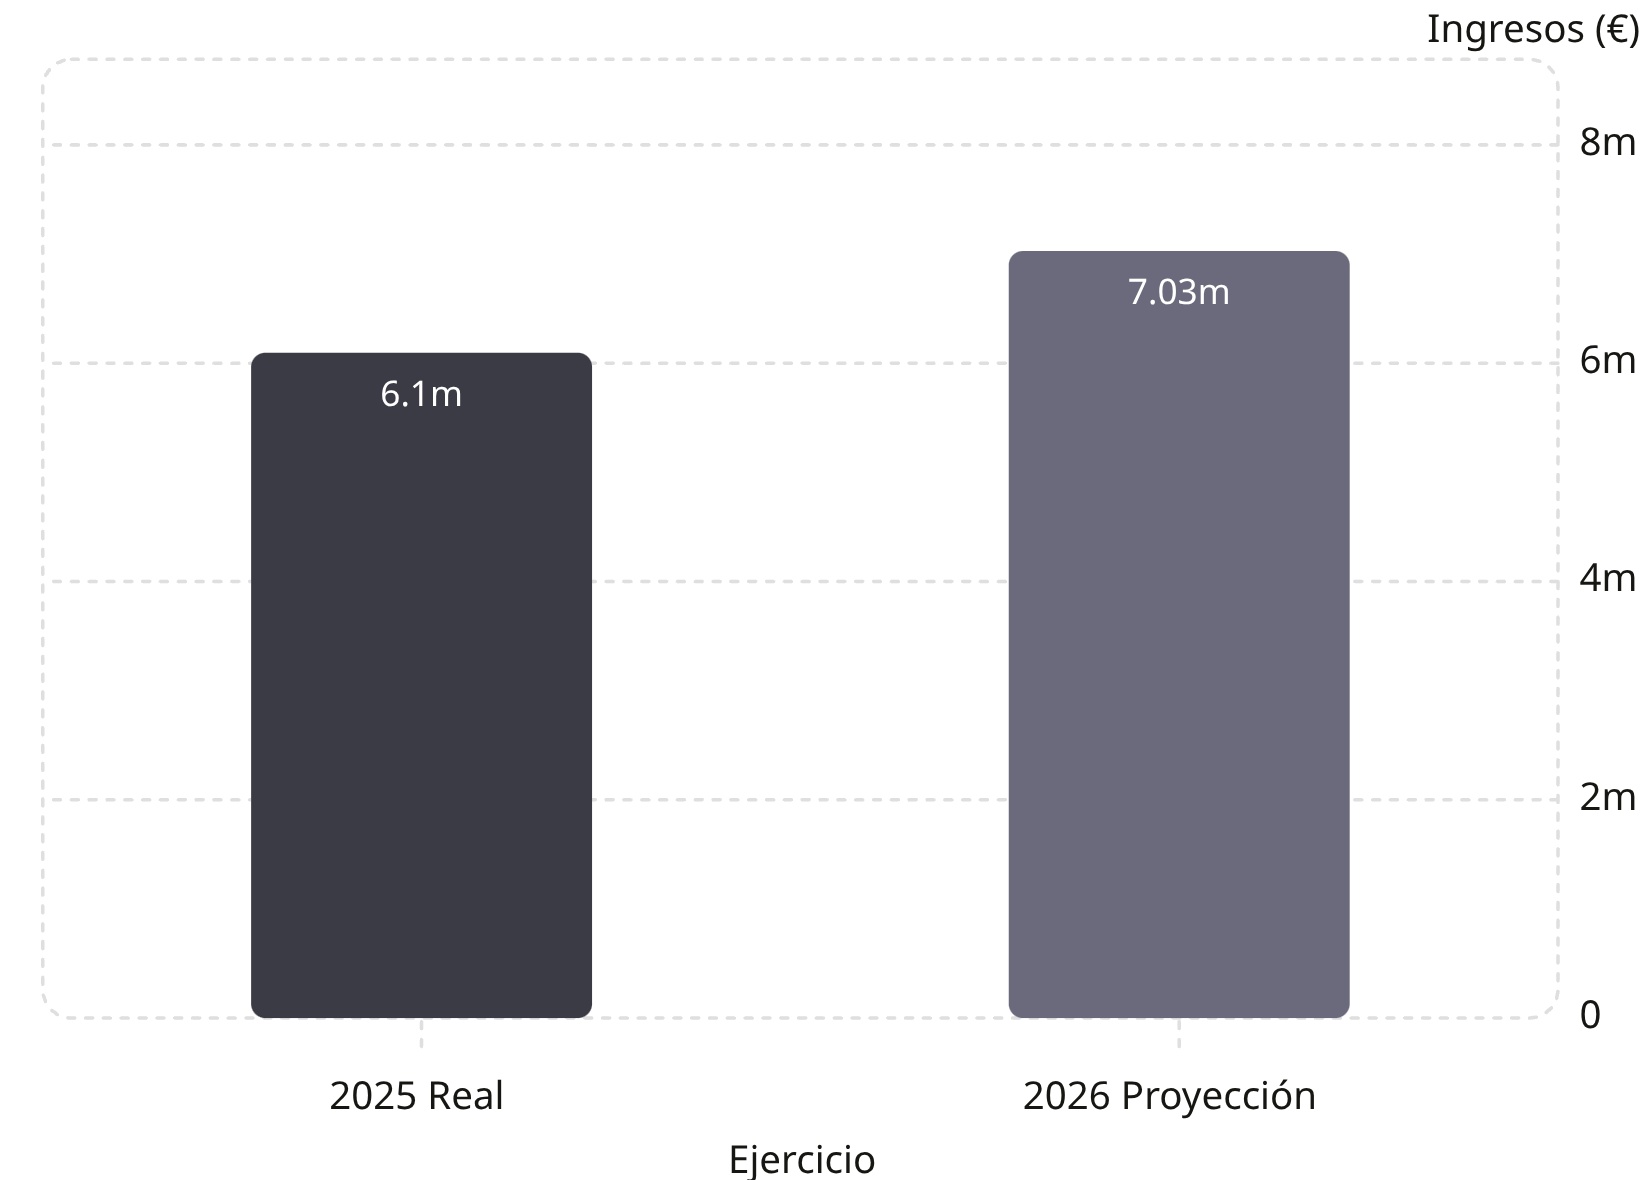 Ingresos (€)
8m
7.03m
6m
6.1m
4m
2m
0
2025 Real
2026 Proyección
Ejercicio